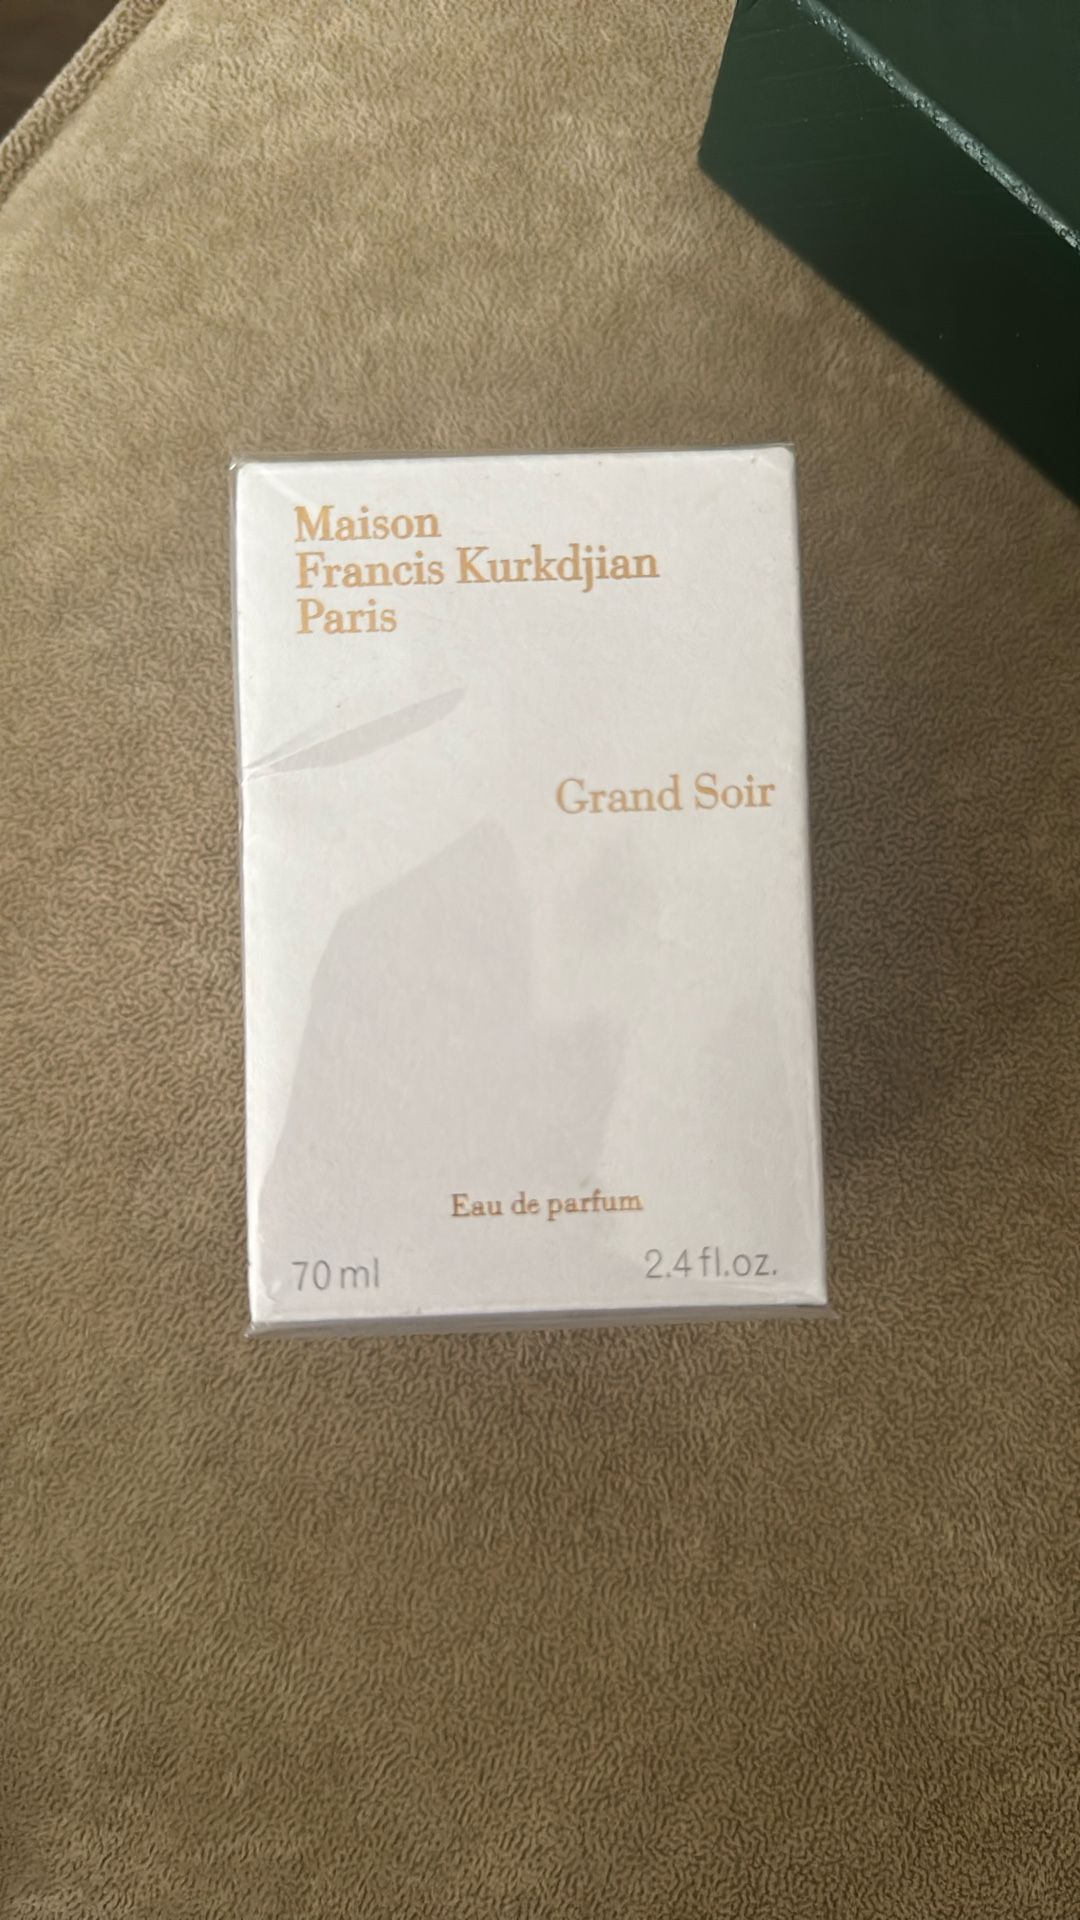 Maison
Francis Kurkdjian
Paris
Grand Soir
Eau de parfum
70 ml
2.4 fl.oz.